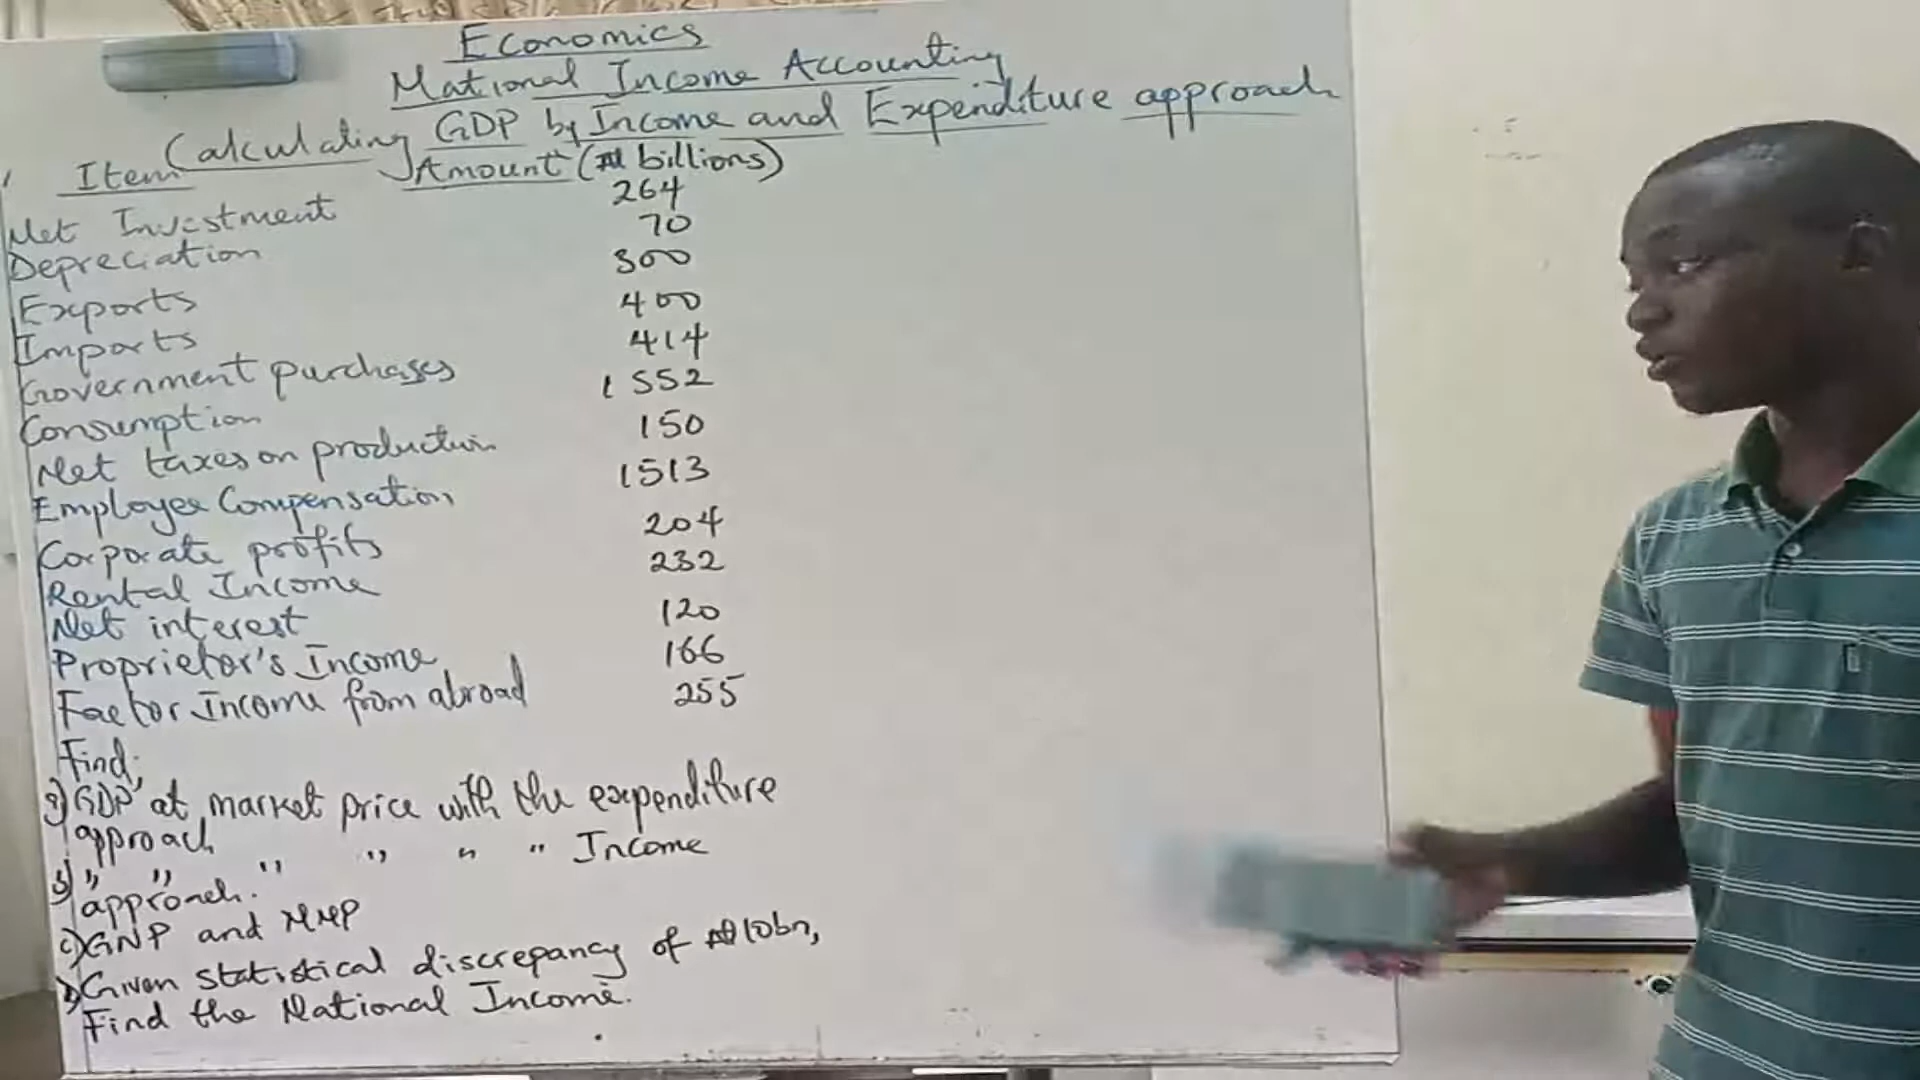 Economics
National Income Accounting
Calculating GDP by Income and Expenditure approach
Item Amount (₦ billions)
Net Investment 264
Depreciation 70
Exports 300
Imports 400
Government purchases 414
Consumption 1552
Net taxes on production 150
Employee Compensation 1513
Corporate profits 204
Rental Income 232
Net interest 120
Proprietor's Income 166
Factor Income from abroad 255
Find;
a) GDP at market price with the expenditure
approach
b) " " " " " " Income
approach.
c) GNP and NNP
D) Given statistical discrepancy of ₦10bn,
Find the National Income.